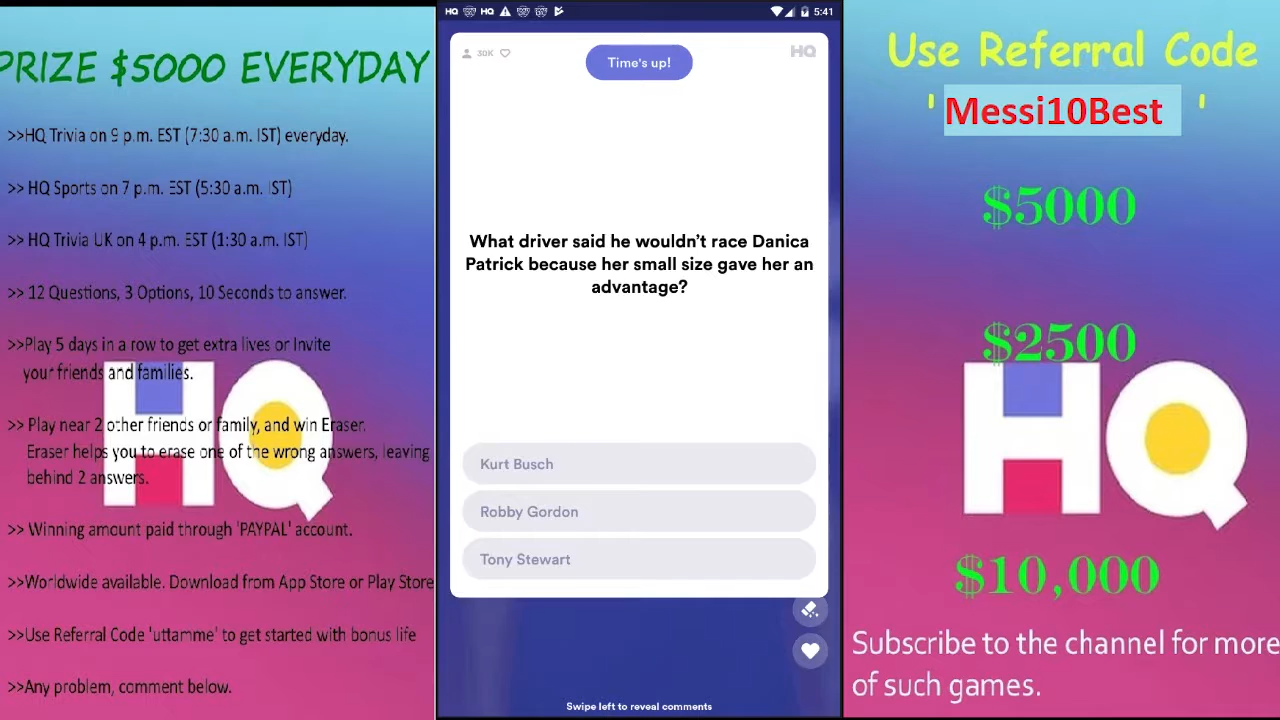 PRIZE $5000 EVERYDAY
>>HQ Trivia on 9 p.m. EST (7:30 a.m. IST) everyday.
>> HQ Sports on 7 p.m. EST (5:30 a.m. IST)
>> HQ Trivia UK on 4 p.m. EST (1:30 a.m. IST)
>> 12 Questions, 3 Options, 10 Seconds to answer.
>>Play 5 days in a row to get extra lives or Invite
your friends and families.
>> Play near 2 other friends or family, and win Eraser.
Eraser helps you to erase one of the wrong answers, leaving
behind 2 answers.
>> Winning amount paid through 'PAYPAL' account.
>>Worldwide available. Download from App Store or Play Store
>>Use Referral Code 'uttamme' to get started with bonus life
>>Any problem, comment below.
HQ
HQ HQ 5:41
30K
Time's up!
HQ
What driver said he wouldn’t race Danica
Patrick because her small size gave her an
advantage?
Kurt Busch
Robby Gordon
Tony Stewart
Swipe left to reveal comments
Use Referral Code
' Messi10Best '
$5000
$2500
HQ
$10,000
Subscribe to the channel for more
of such games.